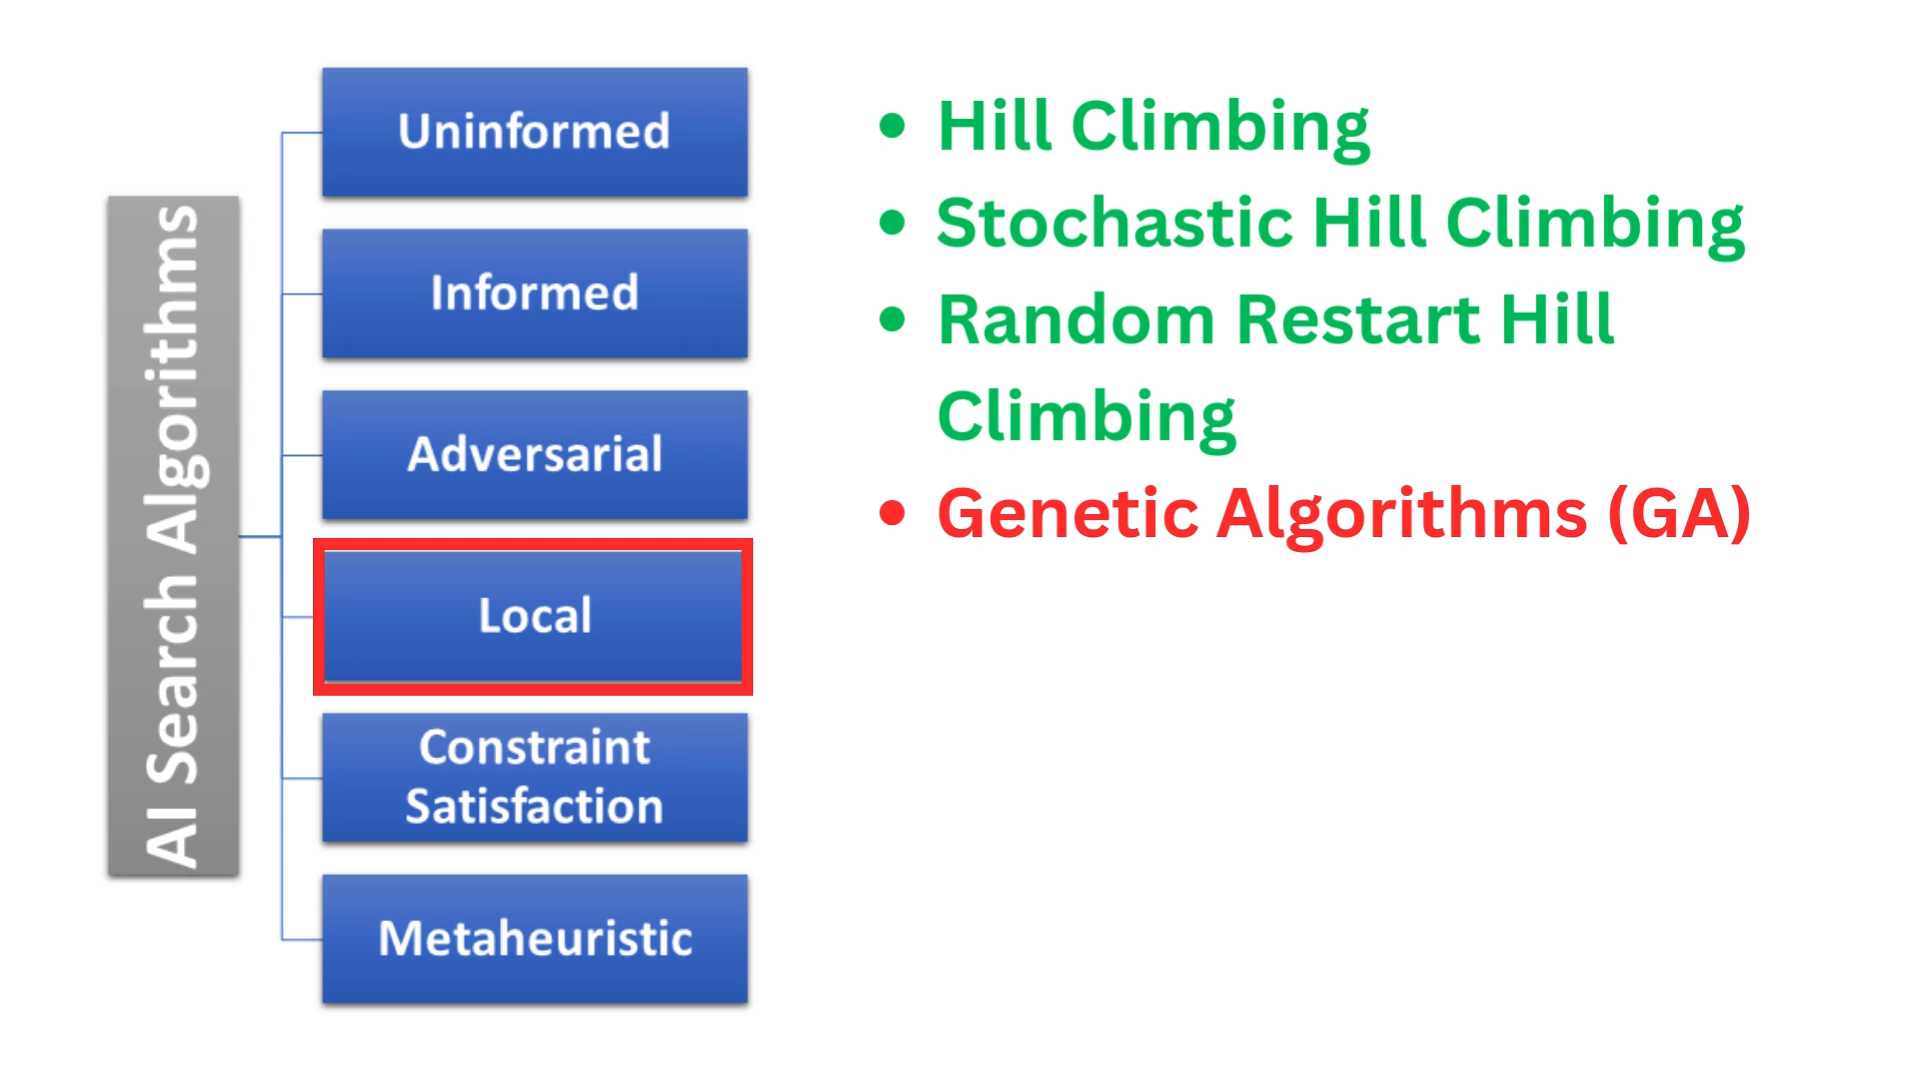 AI Search Algorithms
Uninformed
Informed
Adversarial
Local
Constraint
Satisfaction
Metaheuristic
• Hill Climbing
• Stochastic Hill Climbing
• Random Restart Hill
Climbing
• Genetic Algorithms (GA)